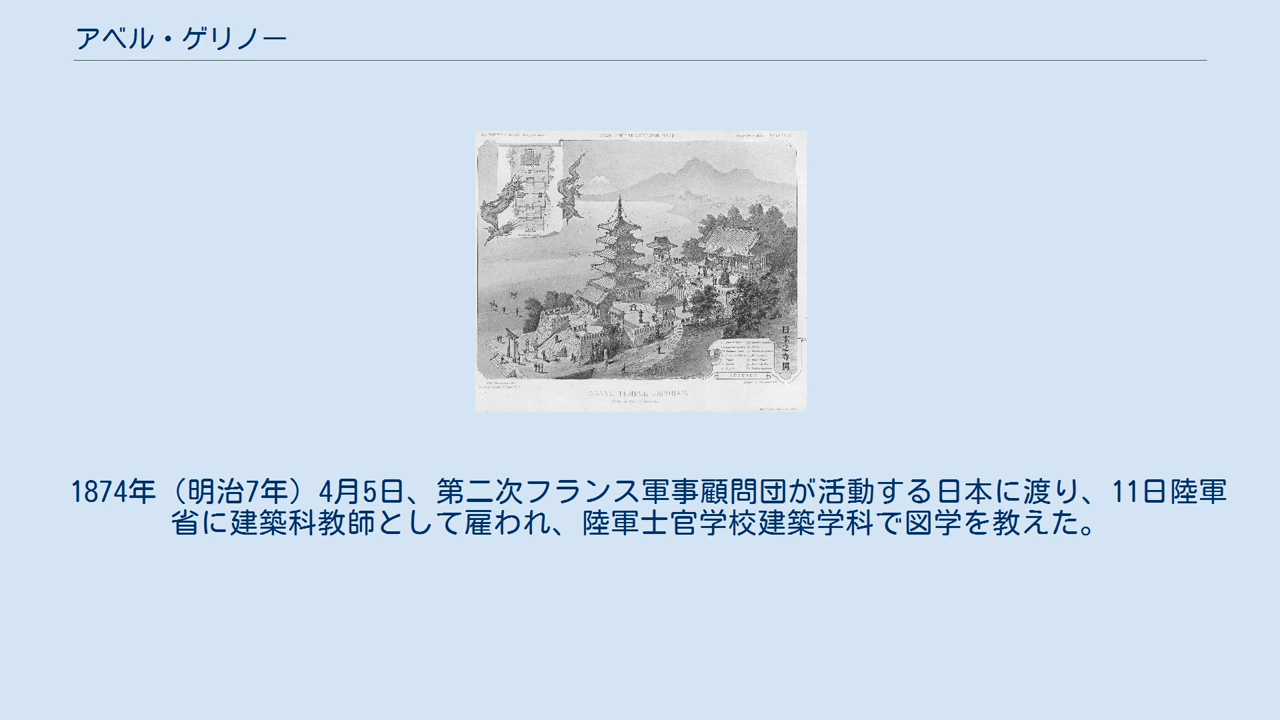 アベル・ゲリノー
GRAND TEMPLE JAPONAIS
1874年（明治7年）4月5日、第二次フランス軍事顧問団が活動する日本に渡り、11日陸軍
省に建築科教師として雇われ、陸軍士官学校建築学科で図学を教えた。